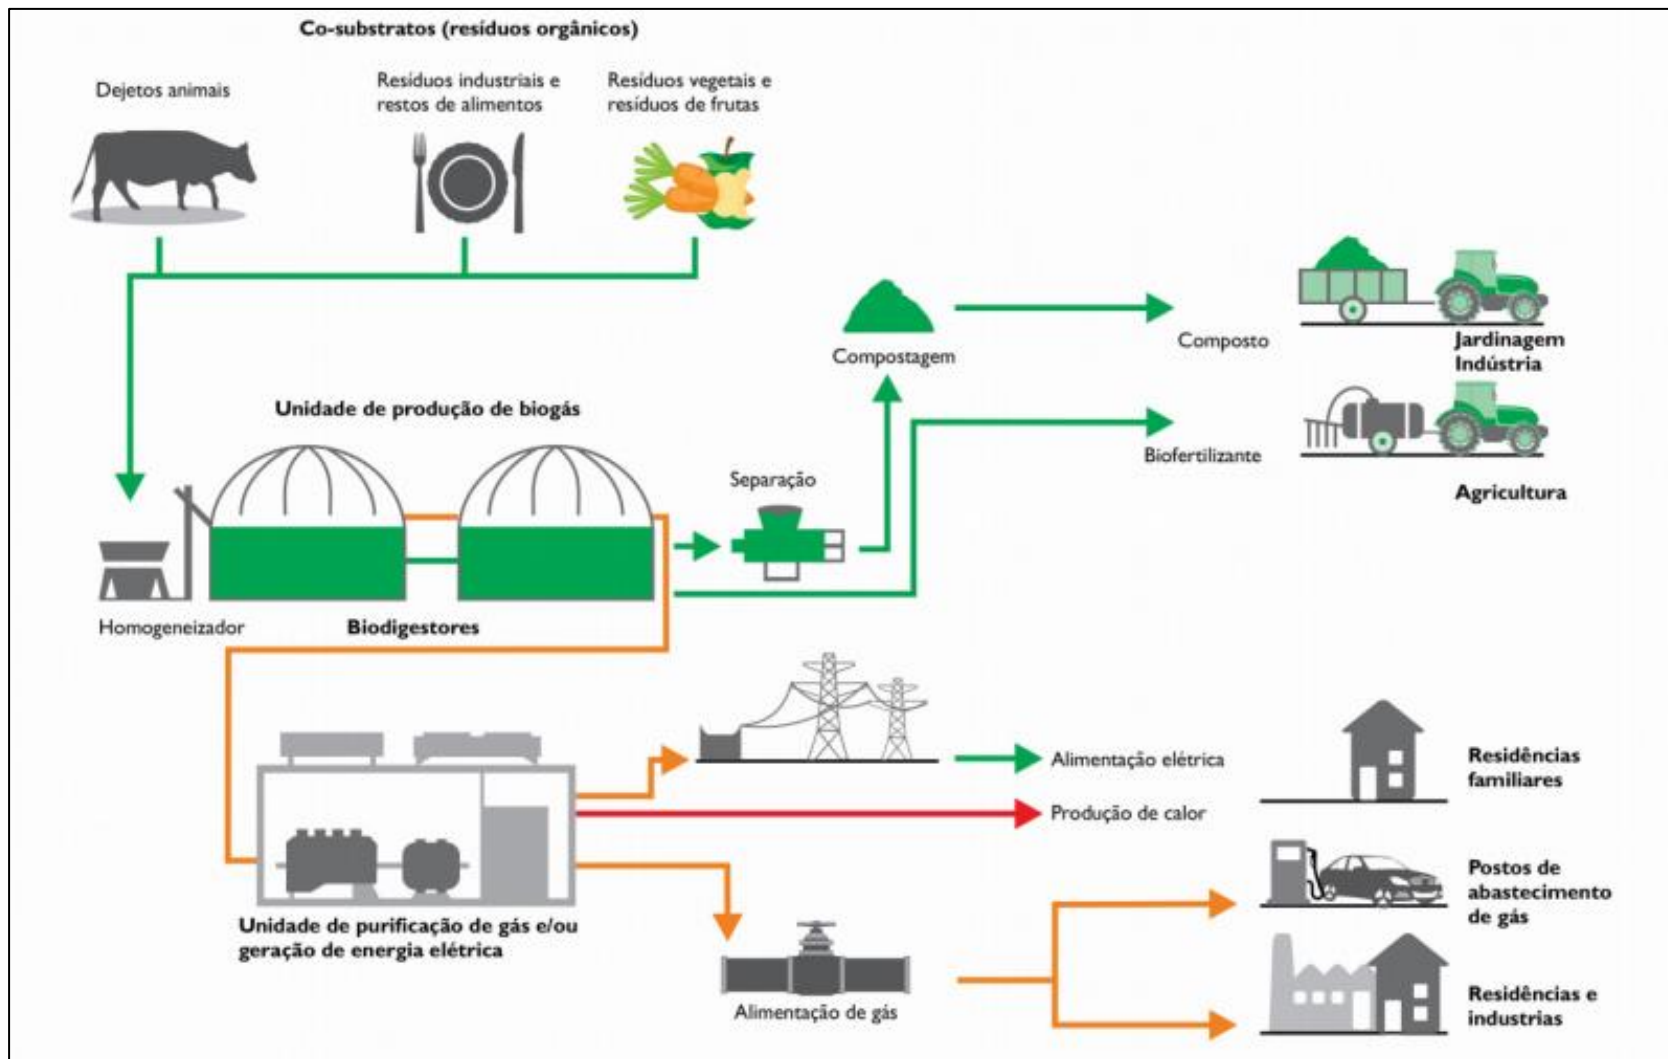 Co-substratos (resíduos orgânicos)
Dejetos animais
Resíduos industriais e
restos de alimentos
Resíduos vegetais e
resíduos de frutas
Compostagem
Composto
Jardinagem
Indústria
Unidade de produção de biogás
Separação
Biofertilizante
Agricultura
Homogeneizador
Biodigestores
Alimentação elétrica
Residências
familiares
Produção de calor
Postos de
abastecimento
de gás
Unidade de purificação de gás e/ou
geração de energia elétrica
Alimentação de gás
Residências e
industrias